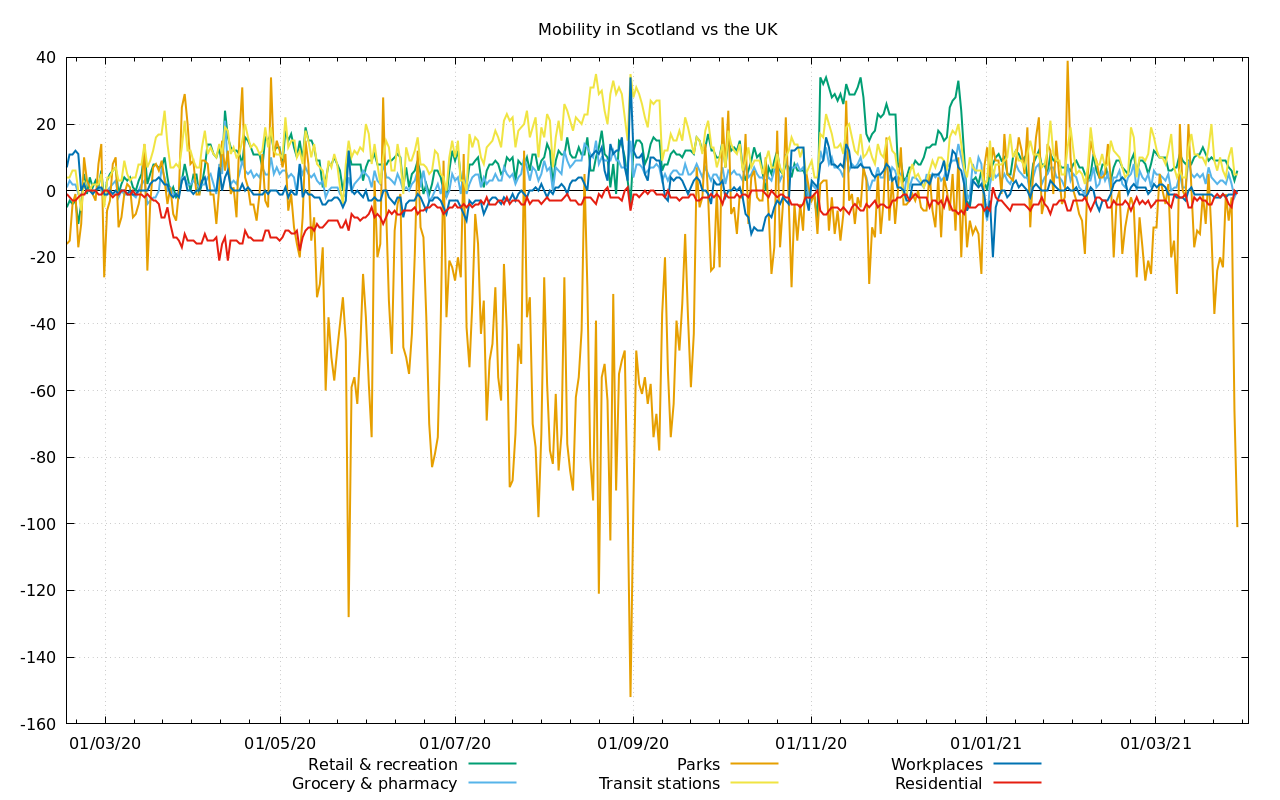 Mobility in Scotland vs the UK
40
20
0
-20
-40
-60
-80
-100
-120
-140
-160
01/03/20 01/05/20 01/07/20 01/09/20 01/11/20 01/01/21 01/03/21
Retail & recreation Parks Workplaces
Grocery & pharmacy Transit stations Residential